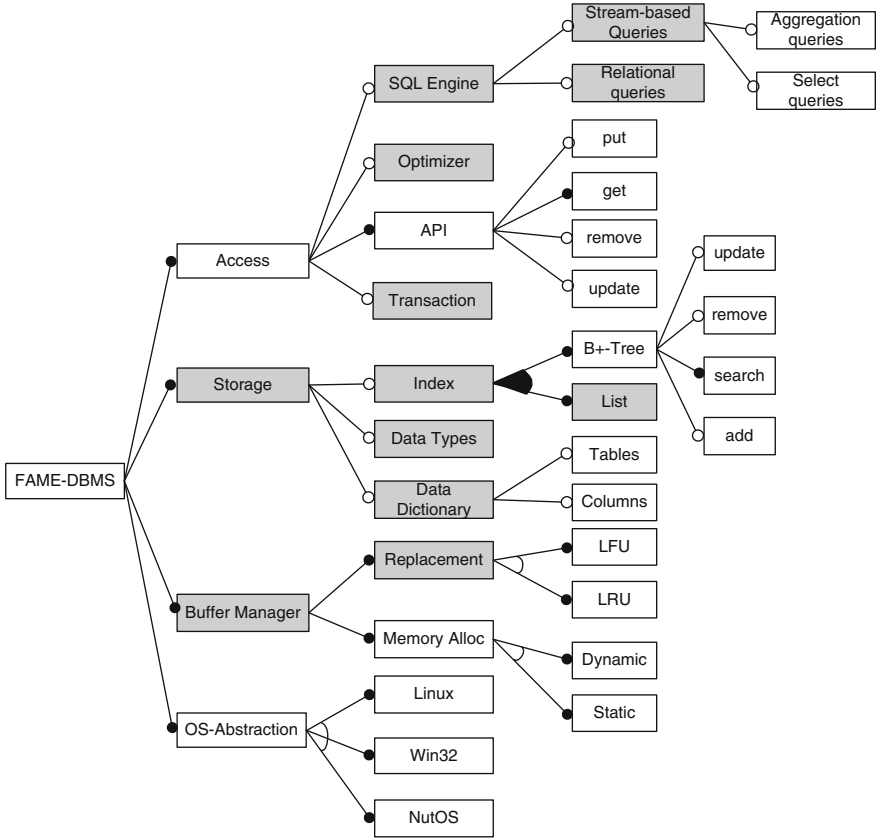 Stream-based
Queries
Aggregation
queries
SQL Engine
Relational
queries
Select
queries
put
Optimizer
get
API
remove
Access
update
Transaction
update
remove
B+-Tree
search
Storage
Index
List
add
Data Types
Tables
FAME-DBMS
Data
Dictionary
Columns
Replacement
LFU
LRU
Buffer Manager
Memory Alloc
Dynamic
Linux
Static
OS-Abstraction
Win32
NutOS